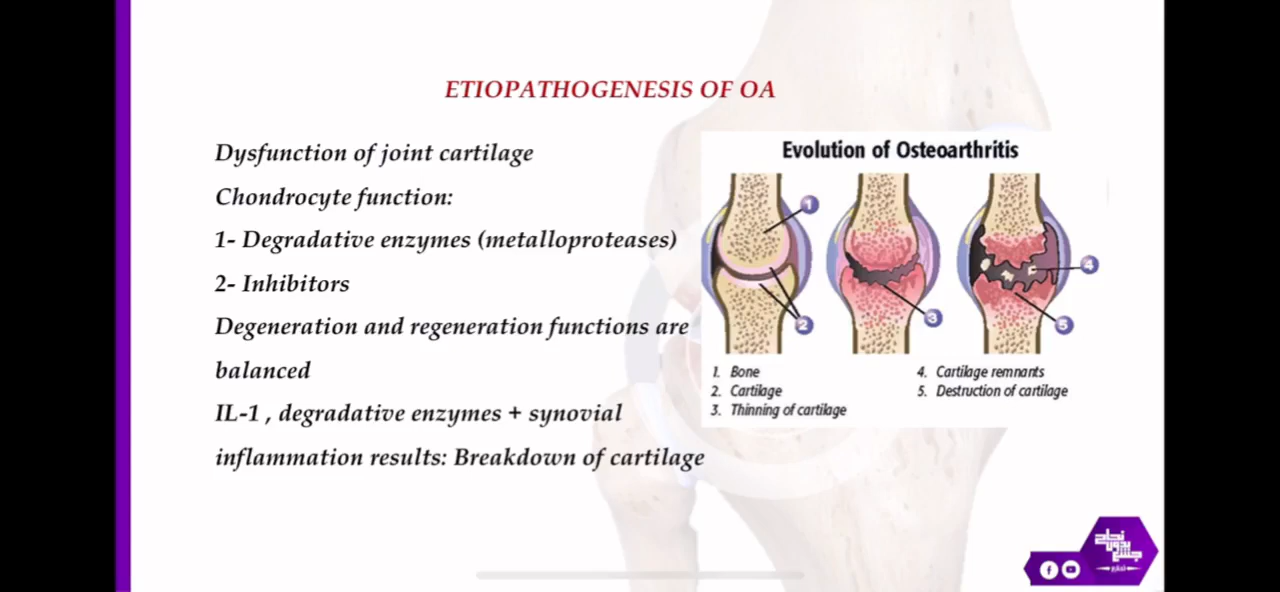 ETIOPATHOGENESIS OF OA
Dysfunction of joint cartilage
Chondrocyte function:
1- Degradative enzymes (metalloproteases)
2- Inhibitors
Degeneration and regeneration functions are
balanced
IL-1 , degradative enzymes + synovial
inflammation results: Breakdown of cartilage
Evolution of Osteoarthritis
1
2
3
4
5
1. Bone
2. Cartilage
3. Thinning of cartilage
4. Cartilage remnants
5. Destruction of cartilage